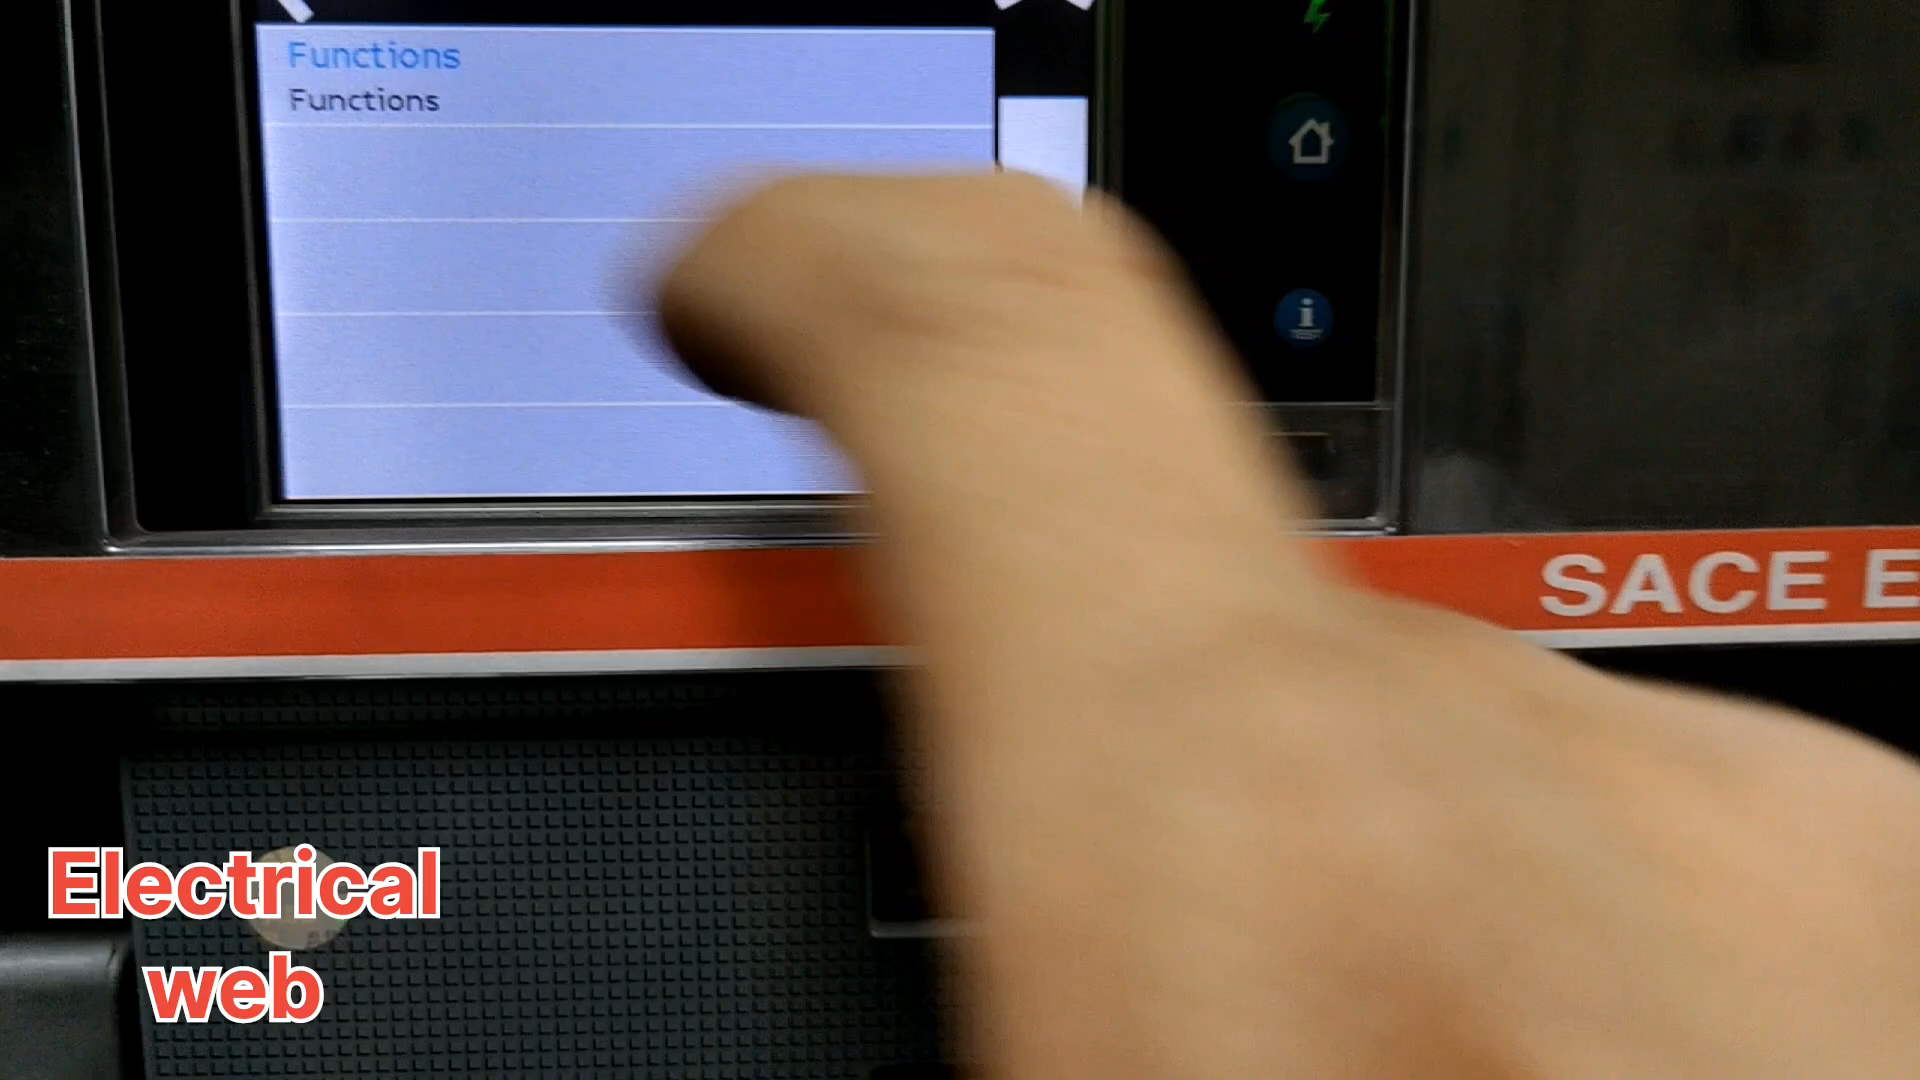 Functions
Functions
i
SACE E
Electrical
web